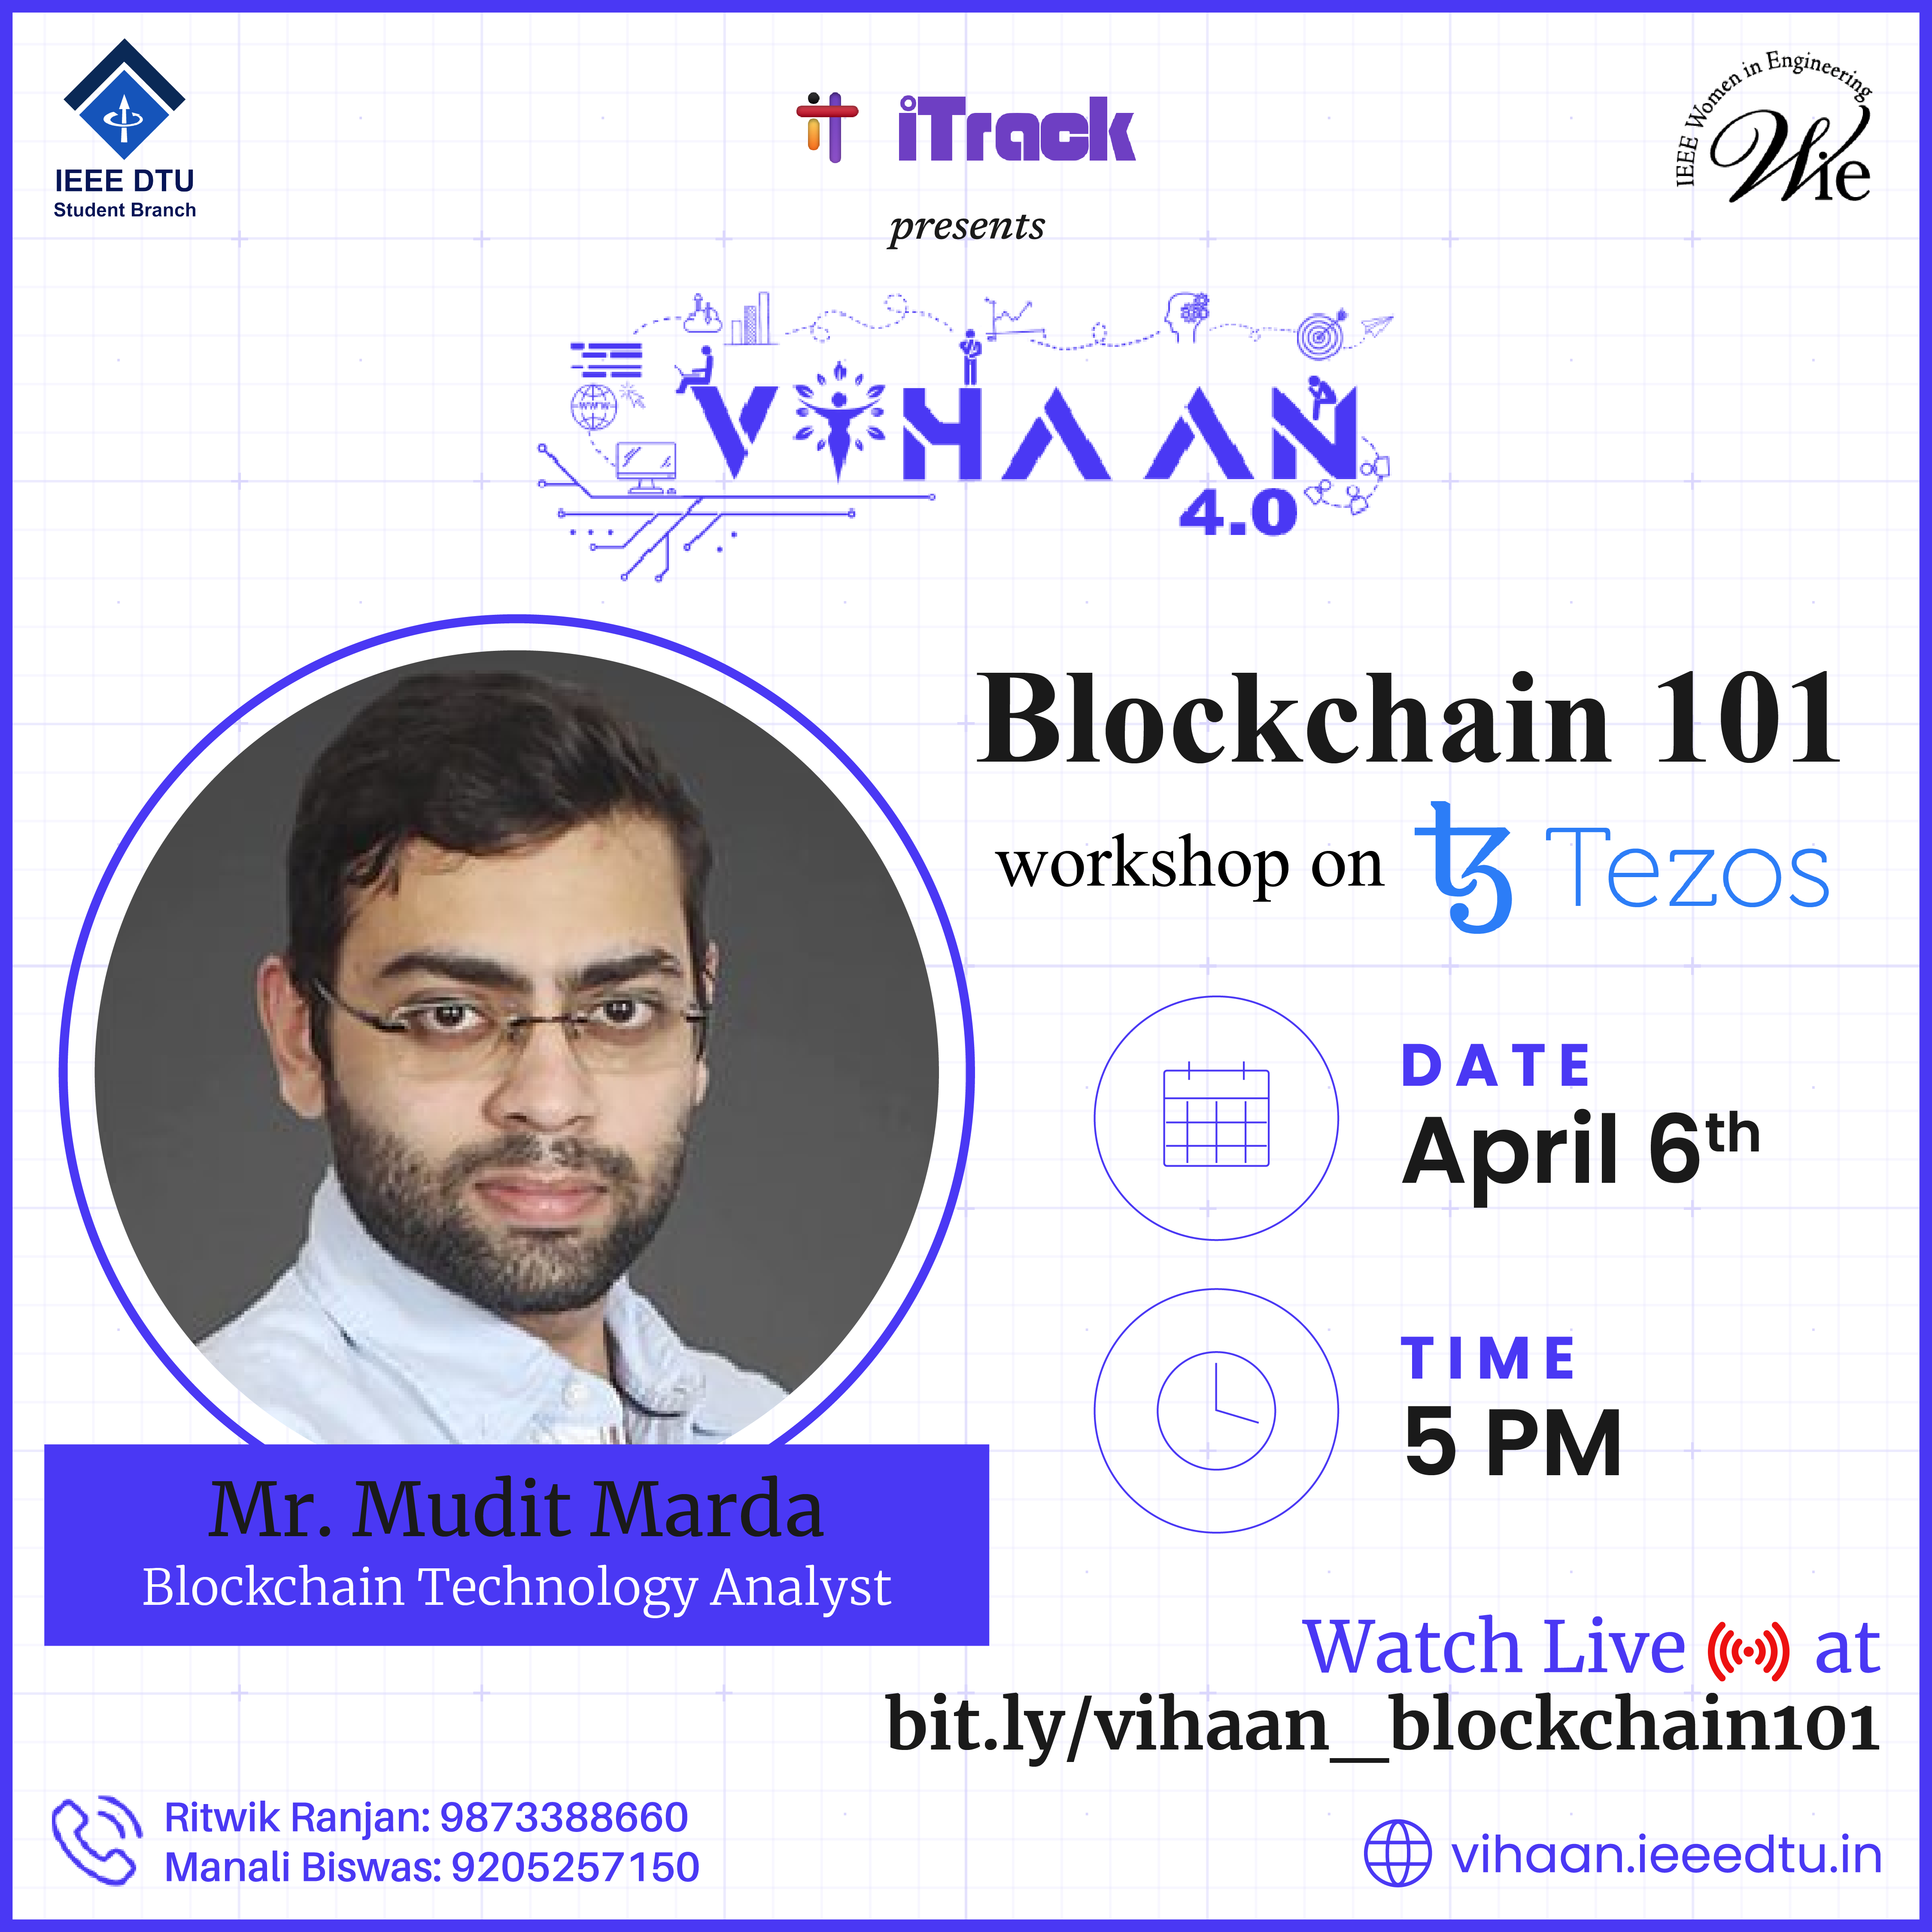 IEEE DTU
Student Branch
iTrack
IEEE Women in Engineering
Wie
presents
www
VIHAAN
4.0
Blockchain 101
workshop on Tezos
DATE
April 6th
TIME
5 PM
Mr. Mudit Marda
Blockchain Technology Analyst
Watch Live at
bit.ly/vihaan_blockchain101
Ritwik Ranjan: 9873388660
Manali Biswas: 9205257150
vihaan.ieeedtu.in